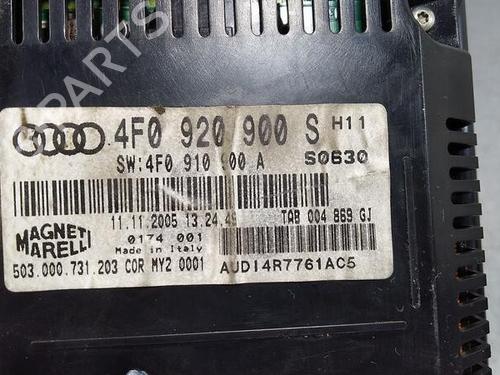 PARTS
4F0 920 900 S H11
SW:4F0 910 900 A S0630
11.11.2005 13.24.49
TAB 004 869 GJ
MAGNETI
MARELLI
0174 001
Made in Italy
503.000.731.203 COR MY2 0001
AUDI4R7761AC5